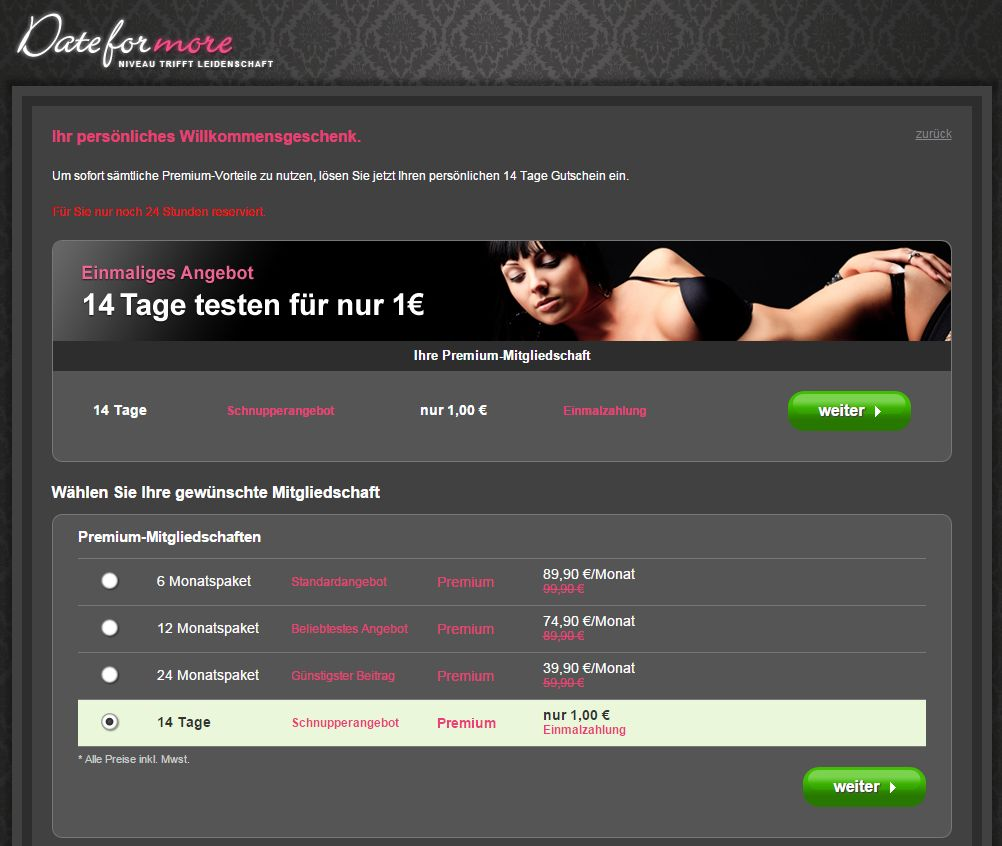 Dateformore
NIVEAU TRIFFT LEIDENSCHAFT
Ihr persönliches Willkommensgeschenk.
zurück
Um sofort sämtliche Premium-Vorteile zu nutzen, lösen Sie jetzt Ihren persönlichen 14 Tage Gutschein ein.
Für Sie nur noch 24 Stunden reserviert.
Einmaliges Angebot
14 Tage testen für nur 1€
Ihre Premium-Mitgliedschaft
14 Tage Schnupperangebot nur 1,00 € Einmalzahlung weiter
Wählen Sie Ihre gewünschte Mitgliedschaft
Premium-Mitgliedschaften
6 Monatspaket Standardangebot Premium 89,90 €/Monat
99,90 €
12 Monatspaket Beliebtestes Angebot Premium 74,90 €/Monat
89,90 €
24 Monatspaket Günstigster Beitrag Premium 39,90 €/Monat
59,90 €
14 Tage Schnupperangebot Premium nur 1,00 €
Einmalzahlung
* Alle Preise inkl. Mwst.
weiter